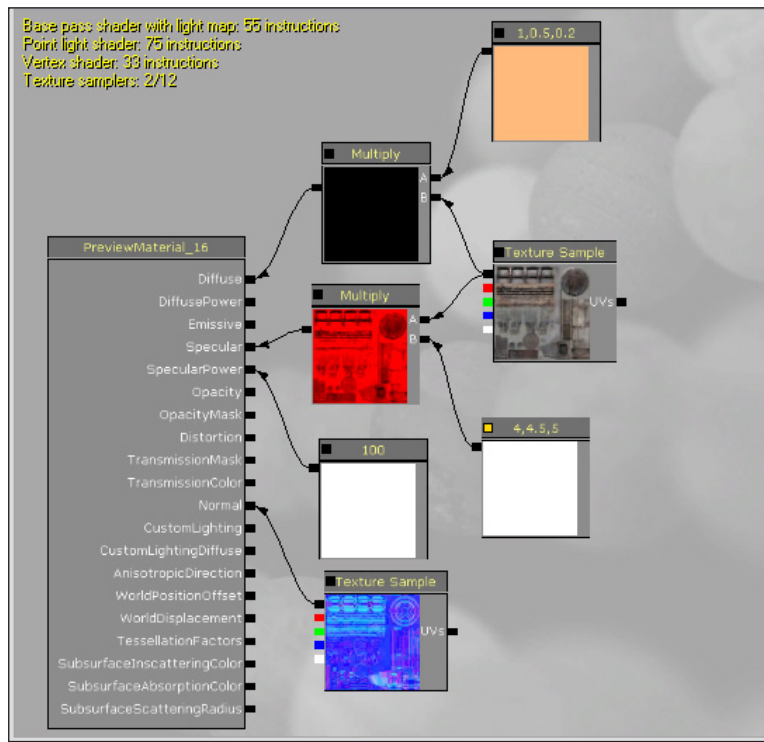 Base pass shader with light map: 55 instructions
Point light shader: 75 instructions
Vertex shader: 33 instructions
Texture samplers: 2/12
1,0.5,0.2
Multiply
A
B
PreviewMaterial_16
Texture Sample
UVs
Diffuse
DiffusePower
Emissive
Specular
SpecularPower
Opacity
OpacityMask
Distortion
TransmissionMask
TransmissionColor
Normal
CustomLighting
CustomLightingDiffuse
AnisotropicDirection
WorldPositionOffset
WorldDisplacement
TessellationFactors
SubsurfaceInscatteringColor
SubsurfaceAbsorptionColor
SubsurfaceScatteringRadius
Multiply
A
B
4,4.5,5
100
Texture Sample
UVs